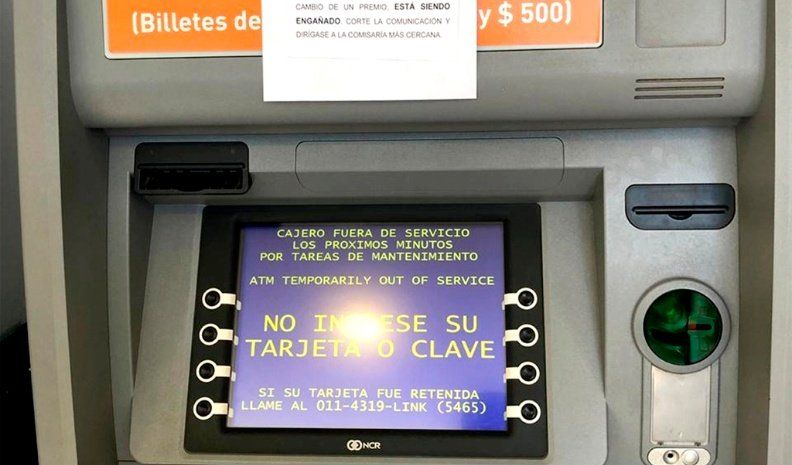 CAMBIO DE UN PREMIO, ESTÁ SIENDO
ENGAÑADO. CORTE LA COMUNICACIÓN Y
DIRÍGASE A LA COMISARÍA MÁS CERCANA.
(Billetes de y $ 500)
CAJERO FUERA DE SERVICIO
LOS PROXIMOS MINUTOS
POR TAREAS DE MANTENIMIENTO
ATM TEMPORARILY OUT OF SERVICE
NO INGRESE SU
TARJETA O CLAVE
SI SU TARJETA FUE RETENIDA
LLAME AL 011-4319-LINK (5465)
NCR